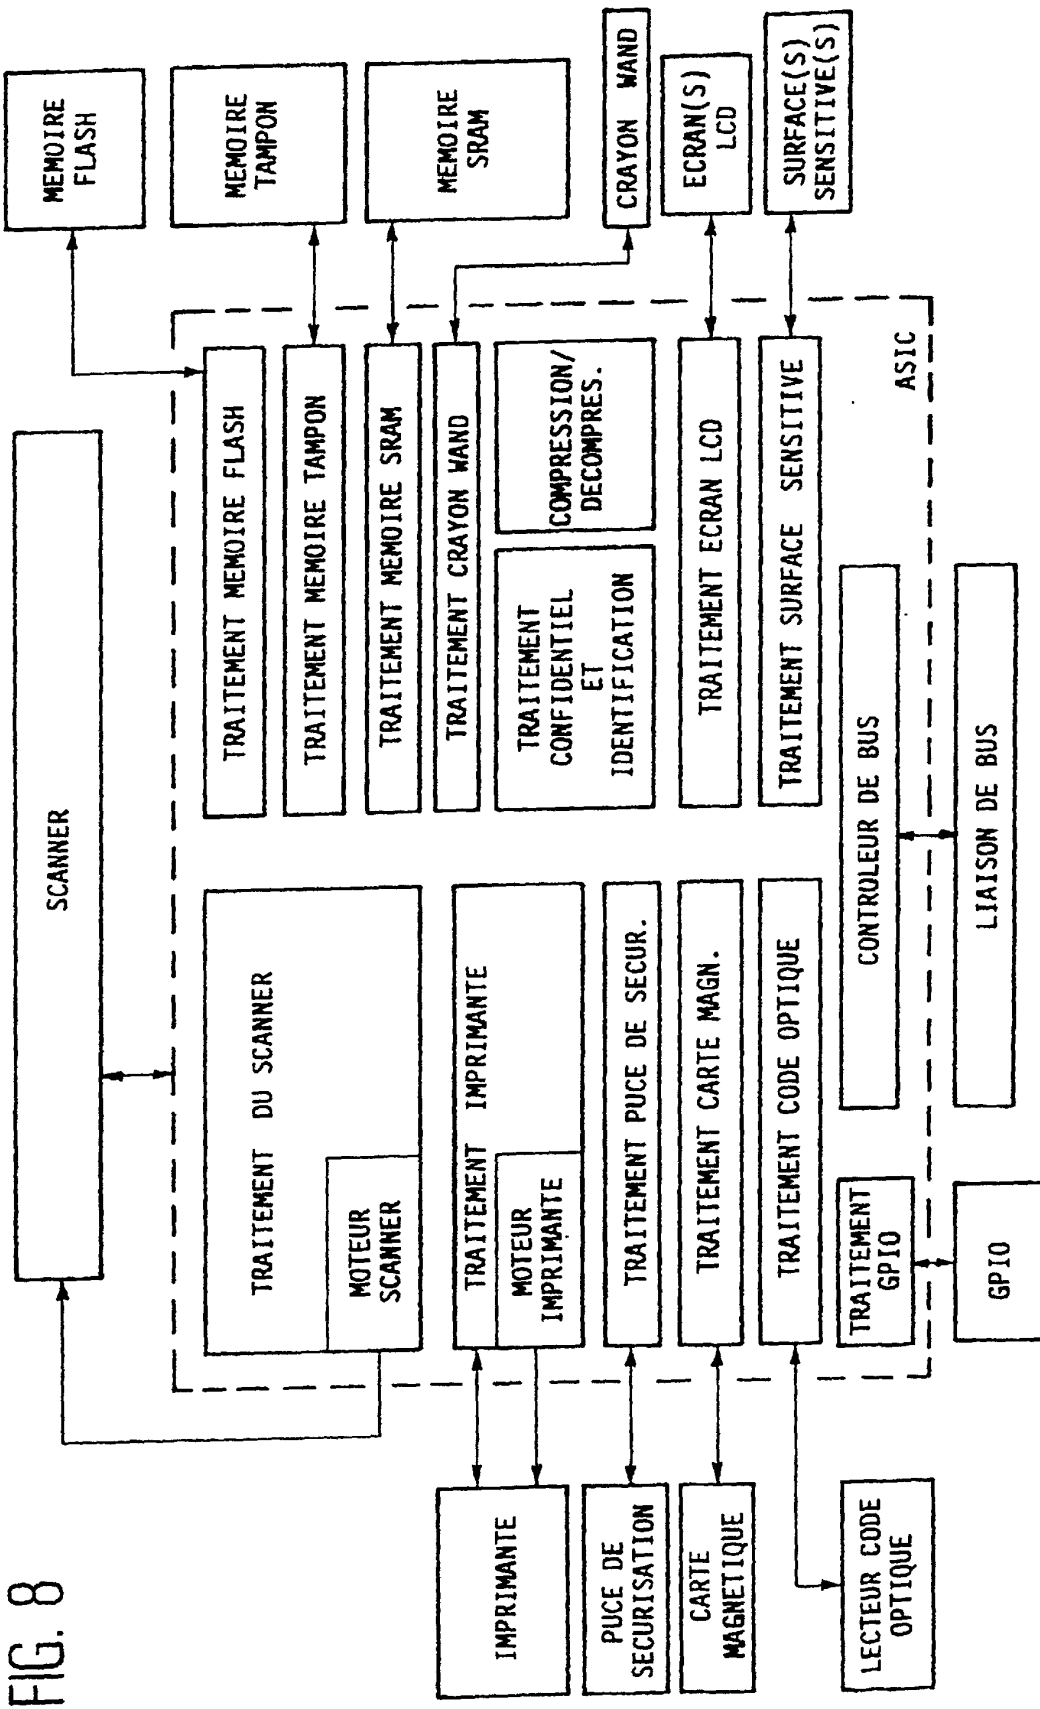 FIG. 8
SCANNER
MEMOIRE
FLASH
MEMOIRE
TAMPON
MEMOIRE
SRAM
CRAYON WAND
ECRAN(S)
LCD
SURFACE(S)
SENSITIVE(S)
IMPRIMANTE
PUCE DE
SECURISATION
CARTE
MAGNETIQUE
LECTEUR CODE
OPTIQUE
TRAITEMENT DU SCANNER
MOTEUR
SCANNER
TRAITEMENT IMPRIMANTE
MOTEUR
IMPRIMANTE
TRAITEMENT PUCE DE SECUR.
TRAITEMENT CARTE MAGN.
TRAITEMENT CODE OPTIQUE
TRAITEMENT
GPIO
TRAITEMENT MEMOIRE FLASH
TRAITEMENT MEMOIRE TAMPON
TRAITEMENT MEMOIRE SRAM
TRAITEMENT CRAYON WAND
TRAITEMENT
CONFIDENTIEL
ET
IDENTIFICATION
COMPRESSION/
DECOMPRES.
TRAITEMENT ECRAN LCD
TRAITEMENT SURFACE SENSITIVE
CONTROLEUR DE BUS
ASIC
GPIO
LIAISON DE BUS